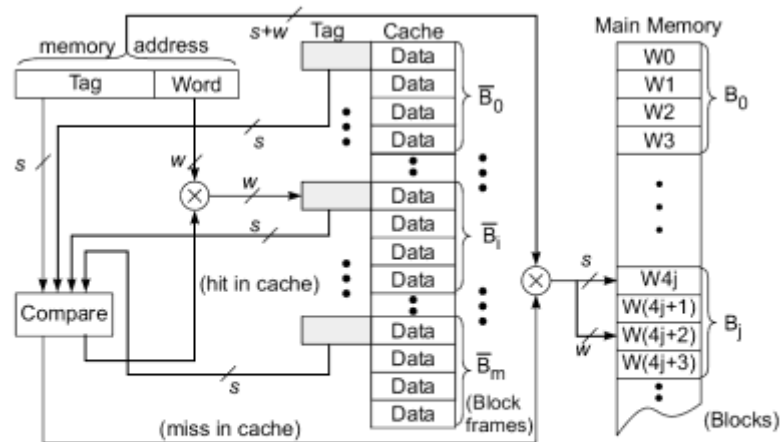 memory address
Tag Word
s+w
Tag
Cache
Main Memory
Data
Data
Data
Data
B̅0
W0
W1
W2
W3
B0
s
s
w
w
s
Data
Data
Data
Data
B̅i
(hit in cache)
Compare
s
Data
Data
Data
Data
B̅m
(Block
frames)
(miss in cache)
s
w
W4j
W(4j+1)
W(4j+2)
W(4j+3)
Bj
(Blocks)